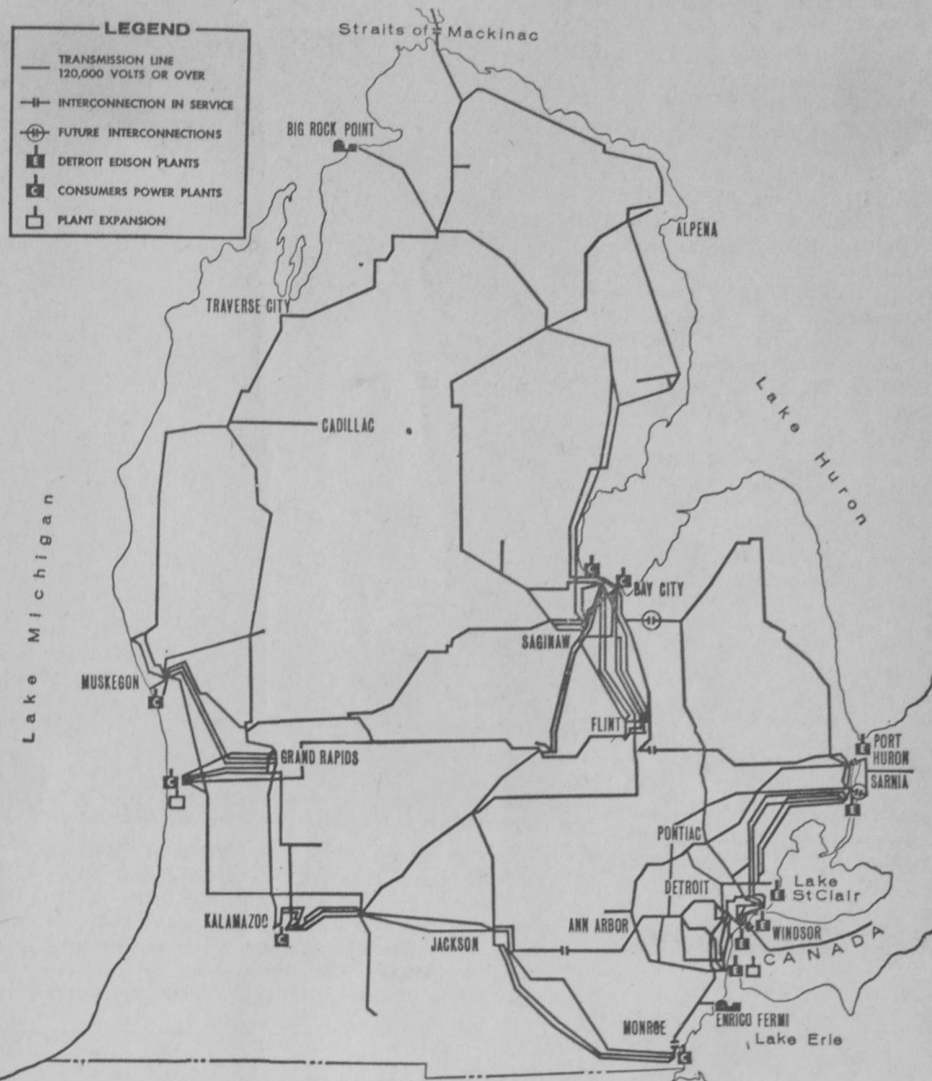 LEGEND
TRANSMISSION LINE
120,000 VOLTS OR OVER
INTERCONNECTION IN SERVICE
FUTURE INTERCONNECTIONS
E DETROIT EDISON PLANTS
C CONSUMERS POWER PLANTS
PLANT EXPANSION
Straits of Mackinac
BIG ROCK POINT
ALPENA
TRAVERSE CITY
Lake Huron
CADILLAC
Lake Michigan
C
C
BAY CITY
SAGINAW
MUSKEGON
C
FLINT
E
PORT
HURON
GRAND RAPIDS
SARNIA
C
E
PONTIAC
DETROIT
E
Lake
St Clair
KALAMAZOO
C
ANN ARBOR
E
WINDSOR
E
CANADA
JACKSON
E
MONROE
ENRICO FERMI
Lake Erie
C